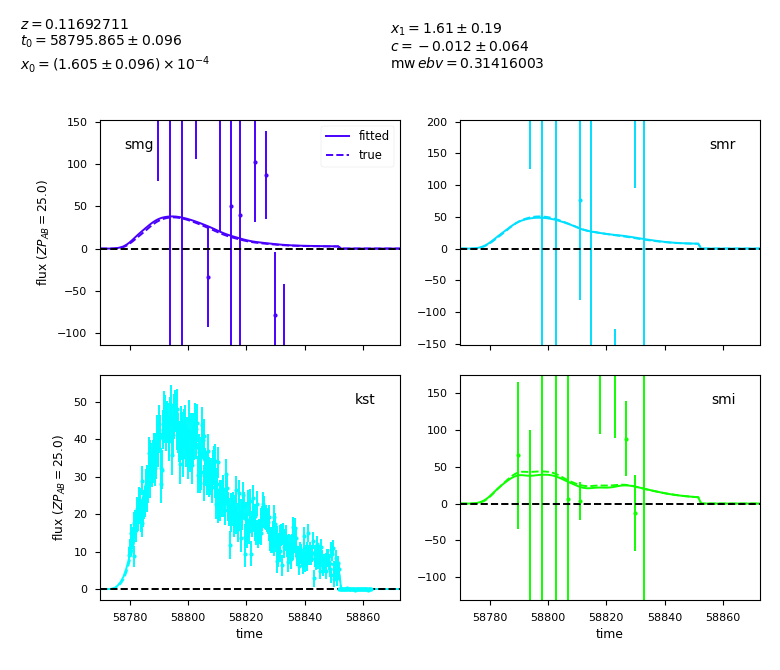 z = 0.11692711
t₀ = 58795.865 ± 0.096
x₀ = (1.605 ± 0.096) × 10⁻⁴
x₁ = 1.61 ± 0.19
c = −0.012 ± 0.064
mw ebv = 0.31416003
smg
fitted
true
150
100
50
0
−50
−100
flux (ZP_AB = 25.0)
smr
200
150
100
50
0
−50
−100
−150
kst
50
40
30
20
10
0
flux (ZP_AB = 25.0)
58780 58800 58820 58840 58860
time
smi
150
100
50
0
−50
−100
58780 58800 58820 58840 58860
time